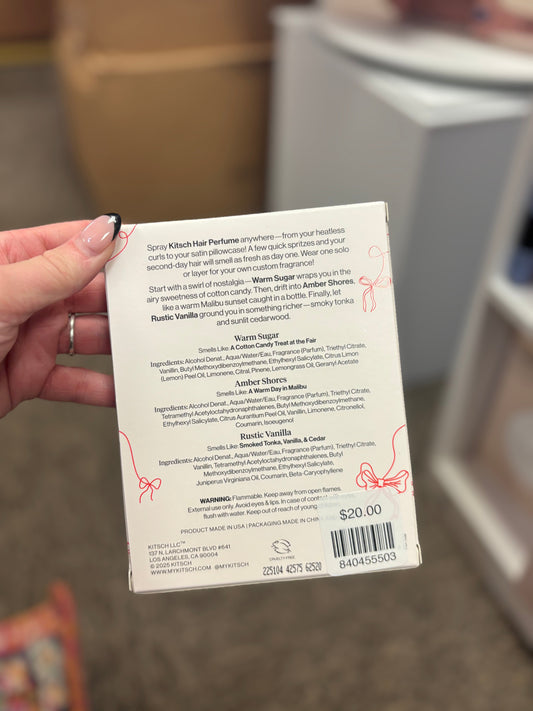 Spray Kitsch Hair Perfume anywhere—from your heatless
curls to your satin pillowcase! A few quick spritzes and your
second-day hair will smell as fresh as day one. Wear one solo
or layer for your own custom fragrance!
Start with a swirl of nostalgia—Warm Sugar wraps you in the
airy sweetness of cotton candy. Then, drift into Amber Shores.
like a warm Malibu sunset caught in a bottle. Finally, let
Rustic Vanilla ground you in something richer—smoky tonka
and sunlit cedarwood.
Warm Sugar
Smells Like: A Cotton Candy Treat at the Fair
Ingredients: Alcohol Denat., Aqua/Water/Eau, Fragrance (Parfum), Triethyl Citrate,
Vanillin, Butyl Methoxydibenzoylmethane, Ethylhexyl Salicylate, Citrus Limon
(Lemon) Peel Oil, Limonene, Citral, Pinene, Lemongrass Oil, Geranyl Acetate
Amber Shores
Smells Like: A Warm Day in Malibu
Ingredients: Alcohol Denat., Aqua/Water/Eau, Fragrance (Parfum), Triethyl Citrate,
Tetramethyl Acetyloctahydronaphthalenes, Butyl Methoxydibenzoylmethane,
Ethylhexyl Salicylate, Citrus Aurantium Peel Oil, Vanillin, Limonene, Citronellol,
Coumarin, Isoeugenol
Rustic Vanilla
Smells Like: Smoked Tonka, Vanilla, & Cedar
Ingredients: Alcohol Denat., Aqua/Water/Eau, Fragrance (Parfum), Triethyl Citrate,
Vanillin, Tetramethyl Acetyloctahydronaphthalenes, Butyl
Methoxydibenzoylmethane, Ethylhexyl Salicylate,
Juniperus Virginiana Oil, Coumarin, Beta-Caryophyllene
WARNING: Flammable. Keep away from open flames.
External use only. Avoid eyes & lips. In case of contact with eyes,
flush with water. Keep out of reach of young
PRODUCT MADE IN USA | PACKAGING MADE IN CHINA
KITSCH LLC™
137 N. LARCHMONT BLVD #641
LOS ANGELES, CA 90004
© 2025 KITSCH
WWW.MYKITSCH.COM @MYKITSCH
CRUELTY FREE
225104 42575 62520
$20.00
840455503